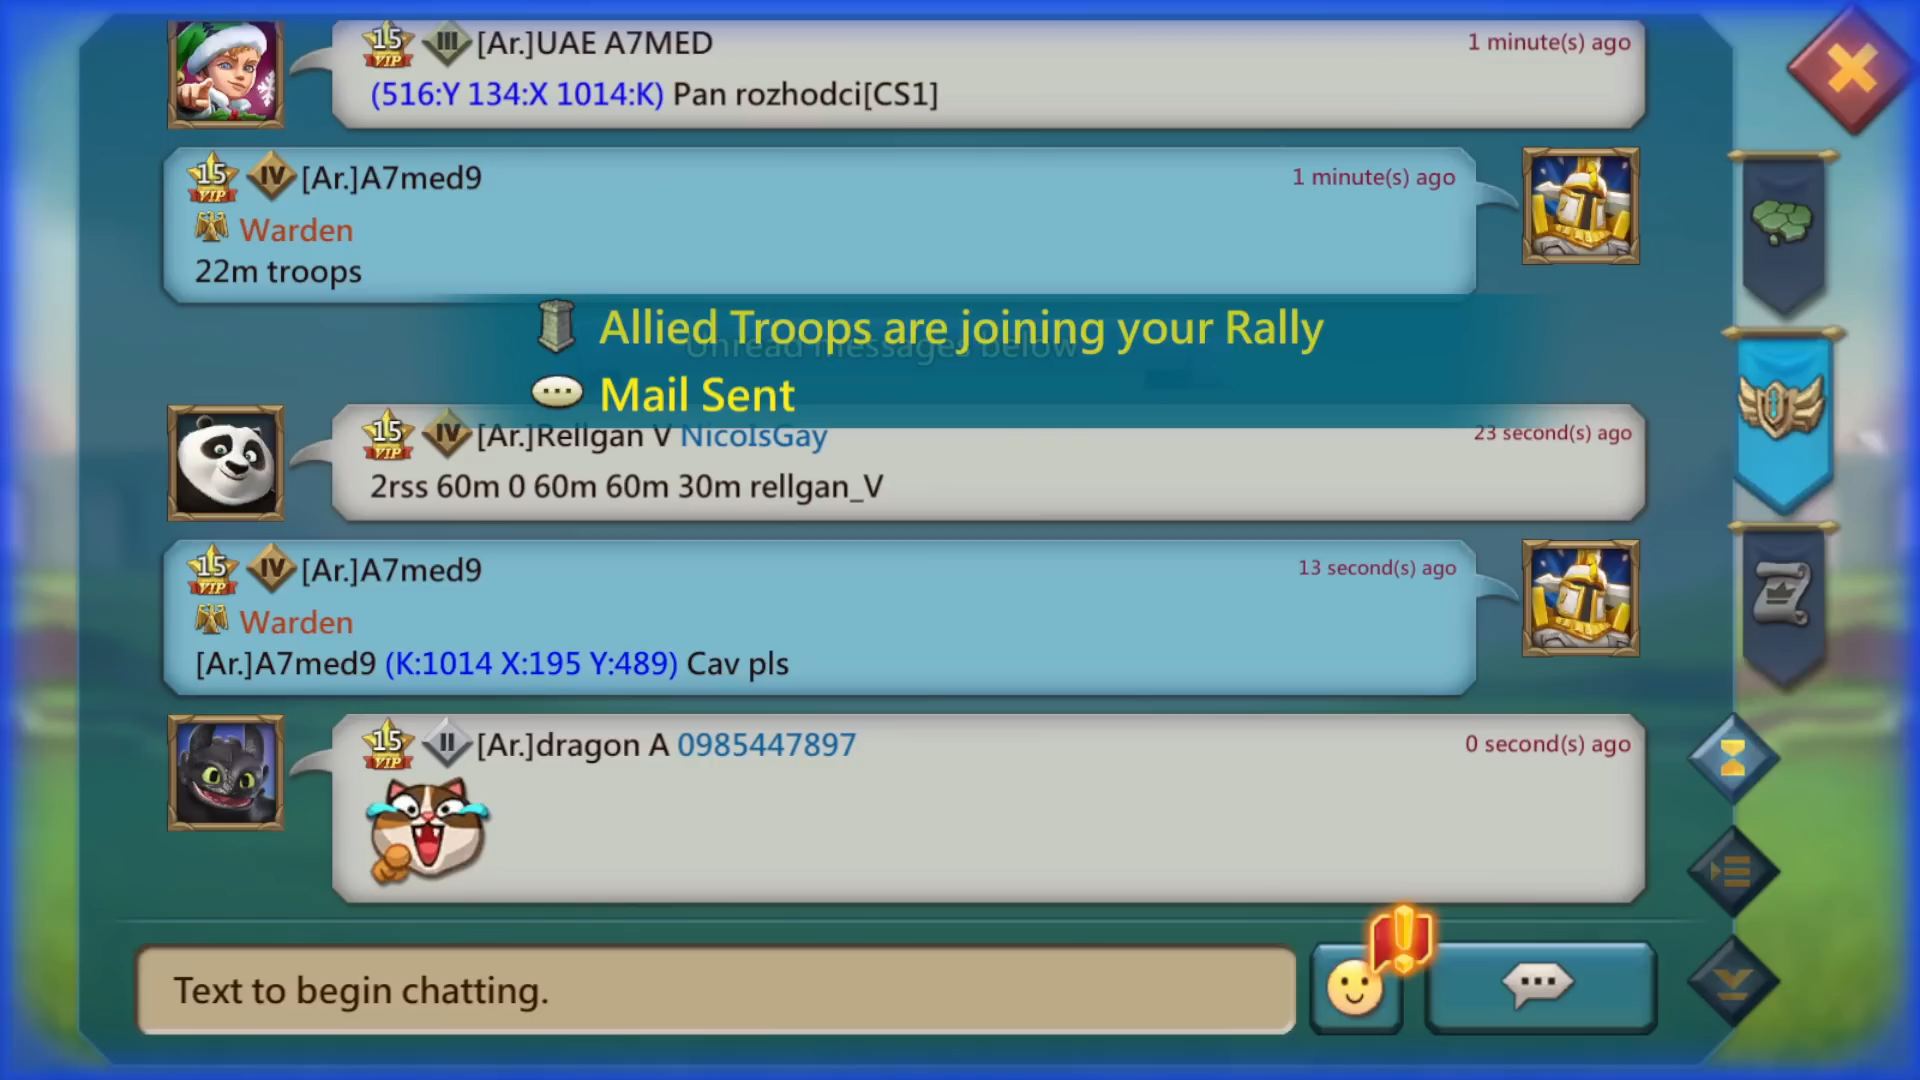 15 VIP III [Ar.]UAE A7MED 1 minute(s) ago
(516:Y 134:X 1014:K) Pan rozhodci[CS1]
15 VIP IV [Ar.]A7med9 1 minute(s) ago
Warden
22m troops
Allied Troops are joining your Rally
Unread messages below
Mail Sent
15 VIP IV [Ar.]Rellgan V NicoIsGay 23 second(s) ago
2rss 60m 0 60m 60m 30m rellgan_V
15 VIP IV [Ar.]A7med9 13 second(s) ago
Warden
[Ar.]A7med9 (K:1014 X:195 Y:489) Cav pls
15 VIP II [Ar.]dragon A 0985447897 0 second(s) ago
Text to begin chatting.